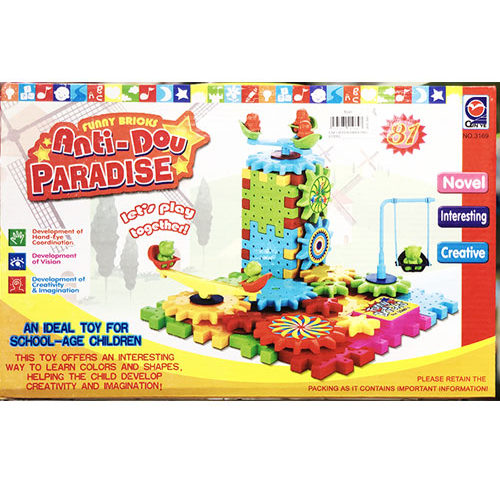 FUNNY BRICKS
Anti-Dou
PARADISE
Let's play
together!
Development of
Hand-Eye
Coordination
Development
of Vision
Development of
Creativity
& Imagination
81
NO.3169
Novel
Interesting
Creative
AN IDEAL TOY FOR
SCHOOL-AGE CHILDREN
THIS TOY OFFERS AN INTERESTING
WAY TO LEARN COLORS AND SHAPES,
HELPING THE CHILD DEVELOP
CREATIVITY AND IMAGINATION!
PLEASE RETAIN THE
PACKING AS IT CONTAINS IMPORTANT INFORMATION!